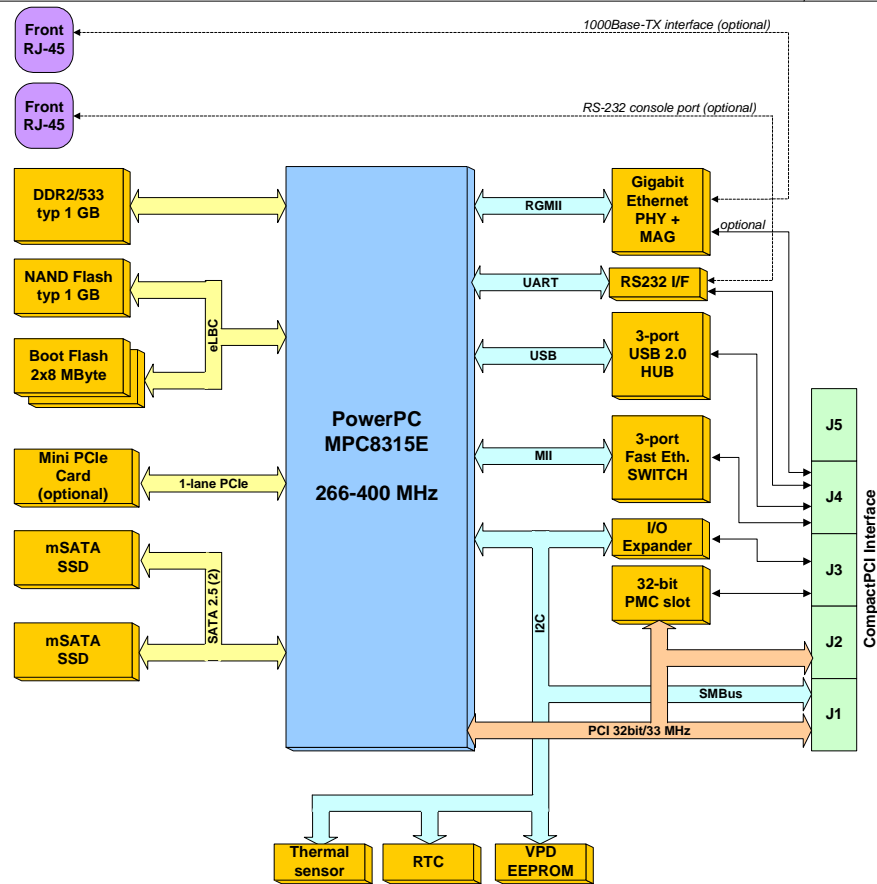 Front
RJ-45
1000Base-TX interface (optional)
Front
RJ-45
RS-232 console port (optional)
DDR2/533
typ 1 GB
NAND Flash
typ 1 GB
eLBC
Boot Flash
2x8 MByte
Mini PCIe
Card
(optional)
1-lane PCIe
mSATA
SSD
SATA 2.5 (2)
mSATA
SSD
PowerPC
MPC8315E
266-400 MHz
RGMII
Gigabit
Ethernet
PHY +
MAG
optional
UART
RS232 I/F
USB
3-port
USB 2.0
HUB
MII
3-port
Fast Eth.
SWITCH
I/O
Expander
32-bit
PMC slot
I2C
SMBus
PCI 32bit/33 MHz
J5
J4
J3
J2
J1
CompactPCI Interface
Thermal
sensor
RTC
VPD
EEPROM